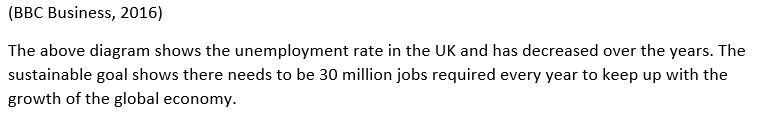 (BBC Business, 2016)
The above diagram shows the unemployment rate in the UK and has decreased over the years. The
sustainable goal shows there needs to be 30 million jobs required every year to keep up with the
growth of the global economy.